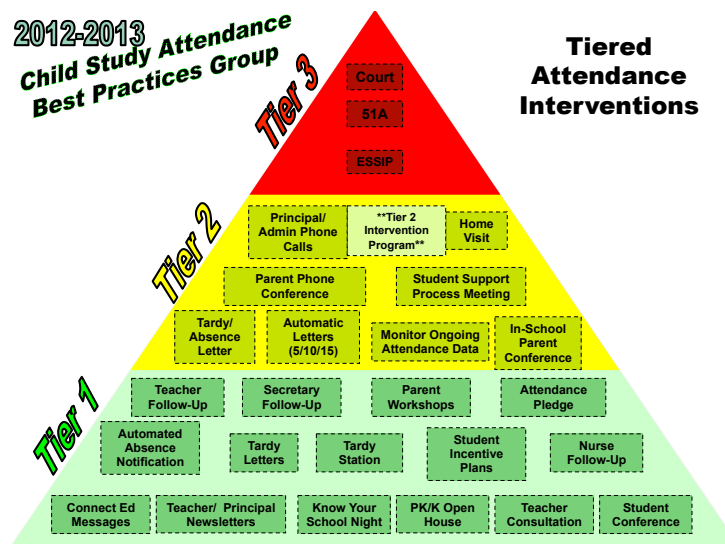 2012-2013
Child Study Attendance
Best Practices Group
Tiered
Attendance
Interventions
Tier 3
Court
51A
ESSIP
Tier 2
Principal/
Admin Phone
Calls
**Tier 2
Intervention
Program**
Home
Visit
Parent Phone
Conference
Student Support
Process Meeting
Tardy/
Absence
Letter
Automatic
Letters
(5/10/15)
Monitor Ongoing
Attendance Data
In-School
Parent
Conference
Tier 1
Teacher
Follow-Up
Secretary
Follow-Up
Parent
Workshops
Attendance
Pledge
Automated
Absence
Notification
Tardy
Letters
Tardy
Station
Student
Incentive
Plans
Nurse
Follow-Up
Connect Ed
Messages
Teacher/ Principal
Newsletters
Know Your
School Night
PK/K Open
House
Teacher
Consultation
Student
Conference